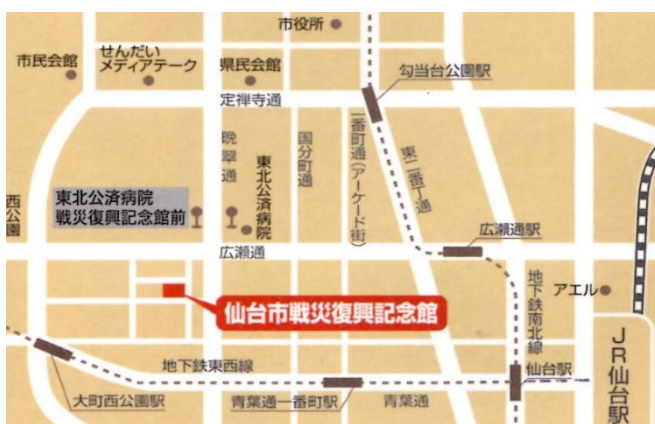 市役所
市民会館
せんだい
メディアテーク
県民会館
勾当台公園駅
定禅寺通
晩翠通
国分町通
一番町通(アーケード街)
東二番丁通
東北公済病院
西公園
東北公済病院
戦災復興記念館前
広瀬通駅
広瀬通
地下鉄南北線
アエル
仙台市戦災復興記念館
JR仙台駅
地下鉄東西線
仙台駅
大町西公園駅
青葉通一番町駅
青葉通